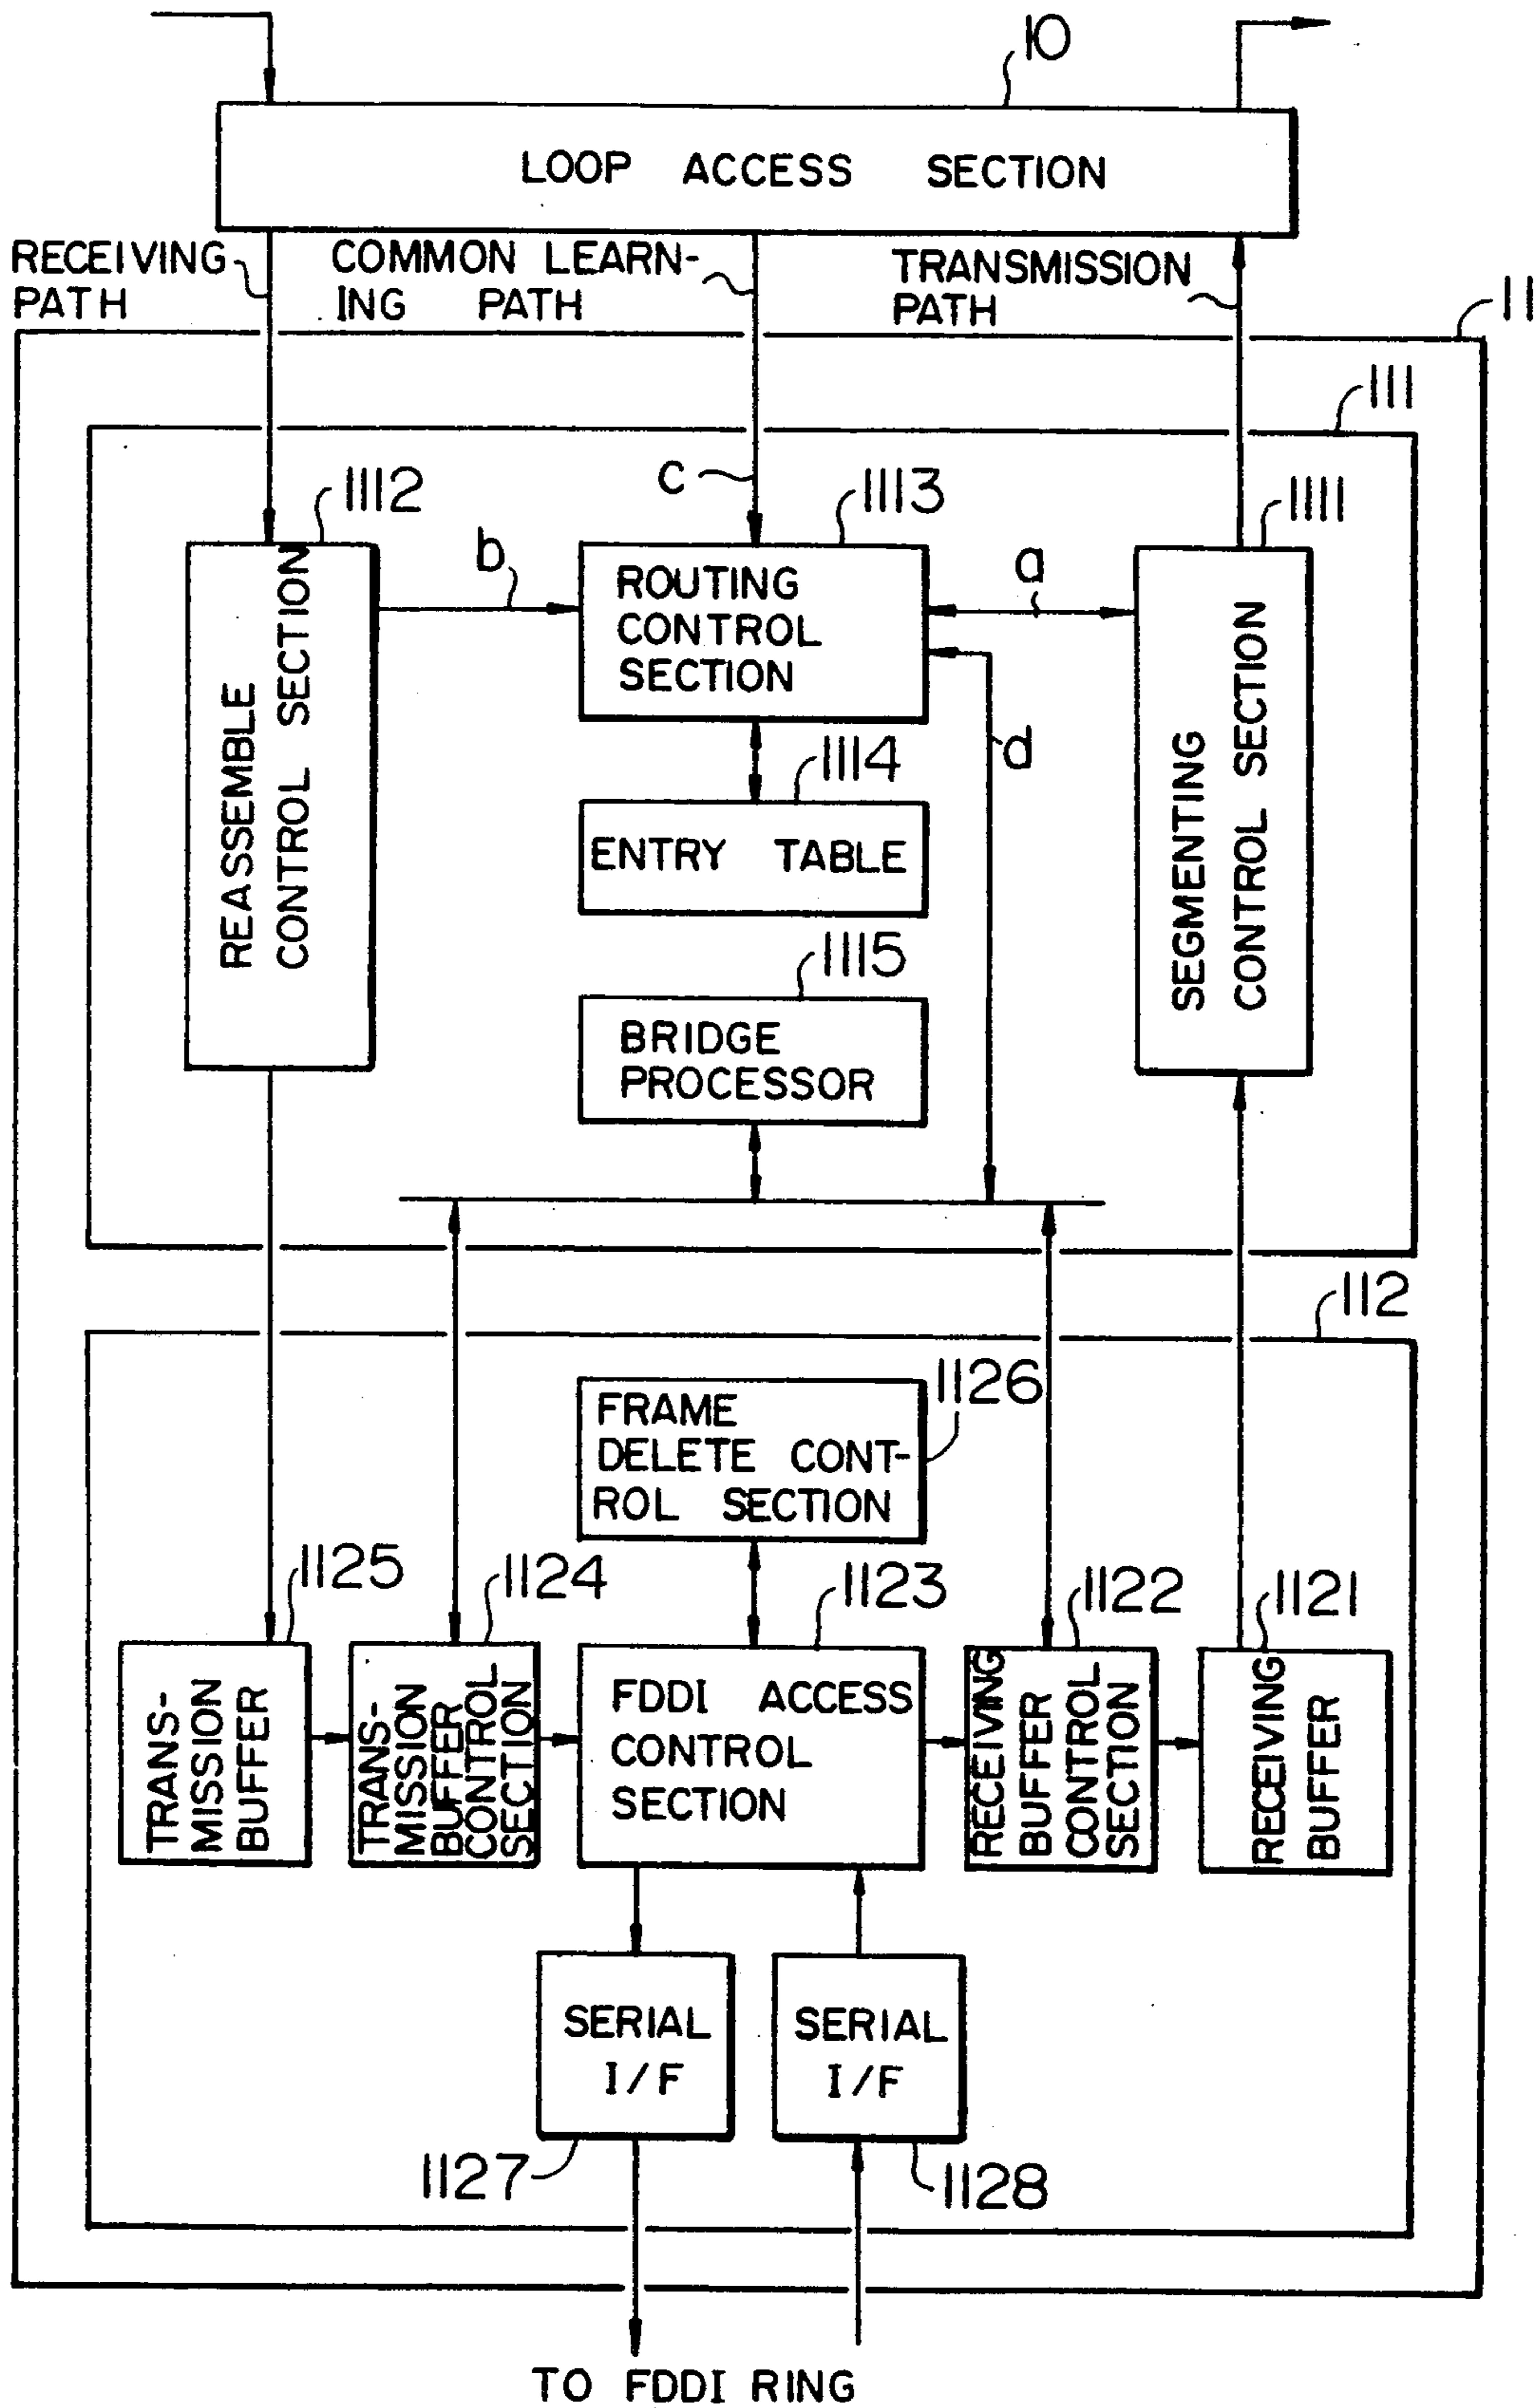 10
LOOP ACCESS SECTION
RECEIVING
PATH
COMMON LEARN-
ING PATH
TRANSMISSION
PATH
11
111
1112
c
1113
1111
b
a
REASSEMBLE
CONTROL SECTION
ROUTING
CONTROL
SECTION
d
SEGMENTING
CONTROL SECTION
1114
ENTRY TABLE
1115
BRIDGE
PROCESSOR
112
1126
FRAME
DELETE CONT-
ROL SECTION
1125
1124
1123
1122
1121
TRANS-
MISSION
BUFFER
TRANS-
MISSION
BUFFER
CONTROL
SECTION
FDDI ACCESS
CONTROL
SECTION
RECEIVING
BUFFER
CONTROL
SECTION
RECEIVING
BUFFER
SERIAL
I/F
SERIAL
I/F
1127
1128
TO FDDI RING